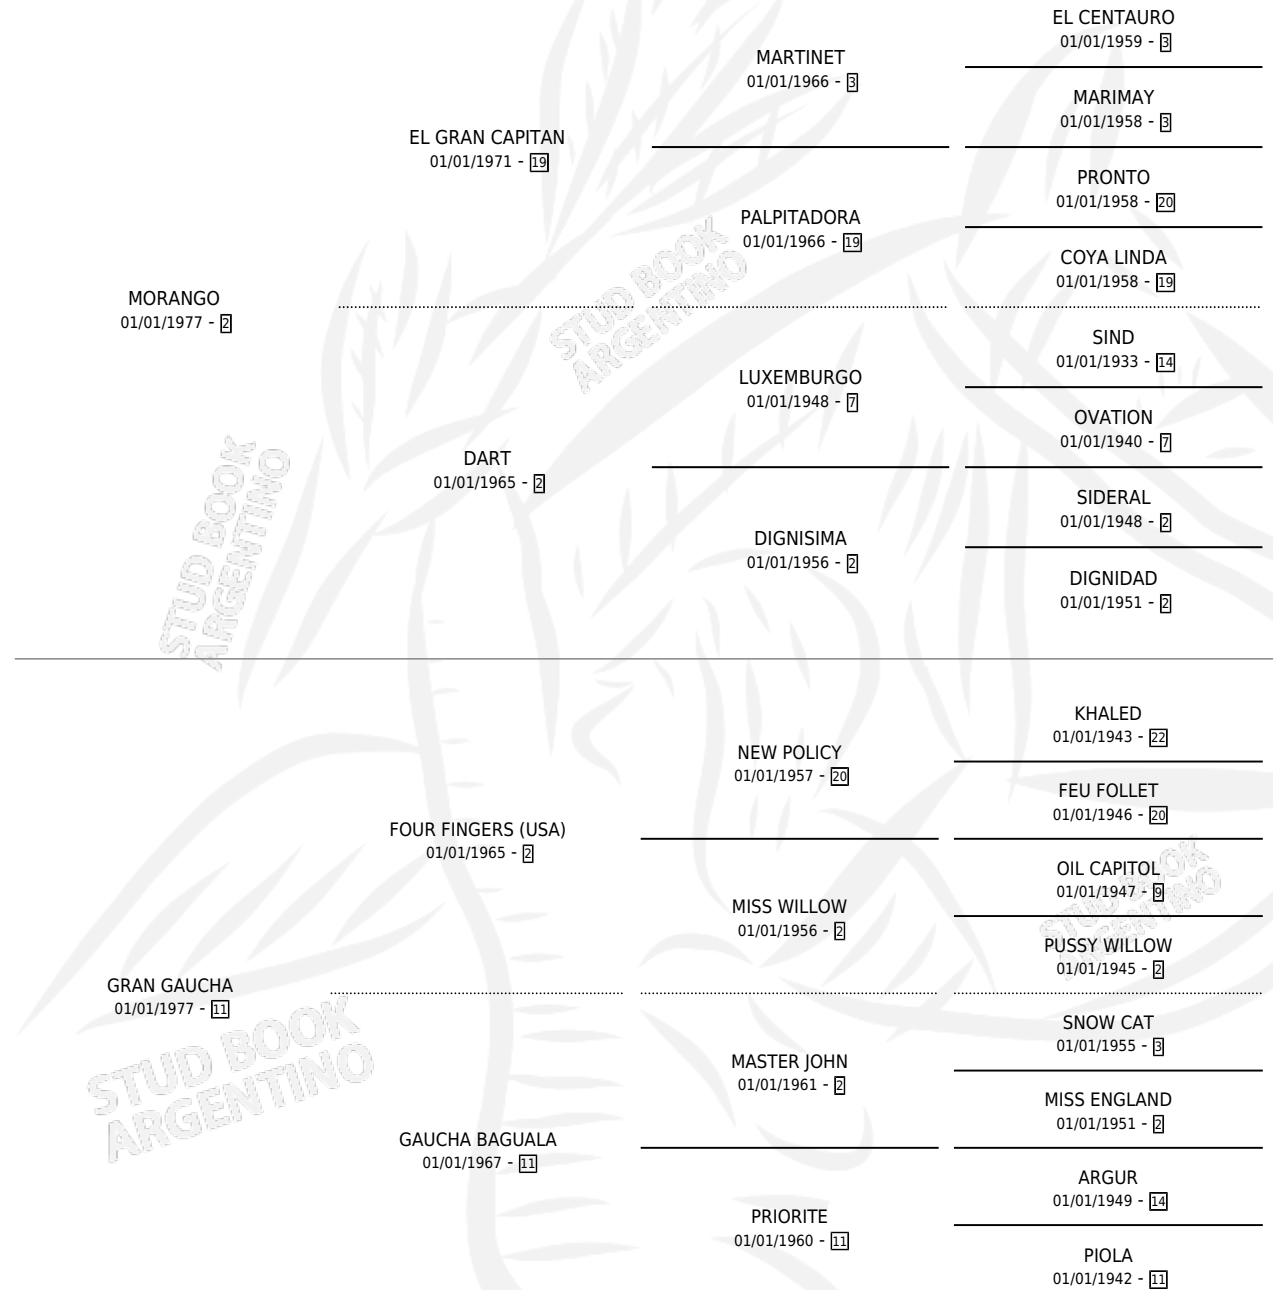 EL CENTAURO
01/01/1959 - 3
MARTINET
01/01/1966 - 3
MARIMAY
01/01/1958 - 3
EL GRAN CAPITAN
01/01/1971 - 19
PRONTO
01/01/1958 - 20
PALPITADORA
01/01/1966 - 19
COYA LINDA
01/01/1958 - 19
MORANGO
01/01/1977 - 2
SIND
01/01/1933 - 14
LUXEMBURGO
01/01/1948 - 7
OVATION
01/01/1940 - 7
DART
01/01/1965 - 2
SIDERAL
01/01/1948 - 2
DIGNISIMA
01/01/1956 - 2
DIGNIDAD
01/01/1951 - 2
STUD BOOK
ARGENTINO
STUD BOOK
ARGENTINO
KHALED
01/01/1943 - 22
NEW POLICY
01/01/1957 - 20
FEU FOLLET
01/01/1946 - 20
FOUR FINGERS (USA)
01/01/1965 - 2
OIL CAPITOL
01/01/1947 - 9
MISS WILLOW
01/01/1956 - 2
PUSSY WILLOW
01/01/1945 - 2
GRAN GAUCHA
01/01/1977 - 11
SNOW CAT
01/01/1955 - 3
MASTER JOHN
01/01/1961 - 2
MISS ENGLAND
01/01/1951 - 2
GAUCHA BAGUALA
01/01/1967 - 11
ARGUR
01/01/1949 - 14
PRIORITE
01/01/1960 - 11
PIOLA
01/01/1942 - 11
STUD BOOK
ARGENTINO
STUD BOOK
ARGENTINO